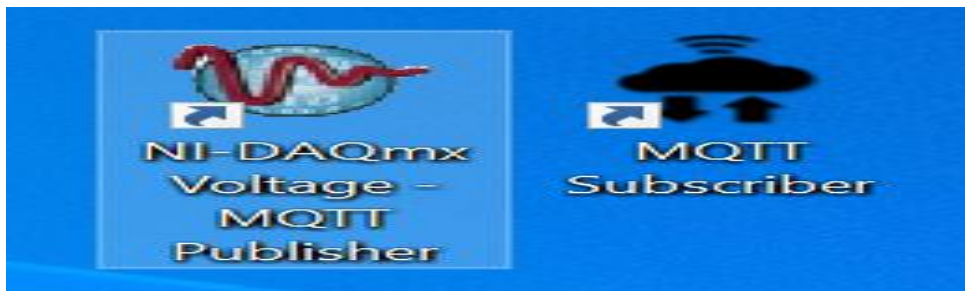 NI-DAQmx
Voltage -
MQTT
Publisher
MQTT
Subscriber